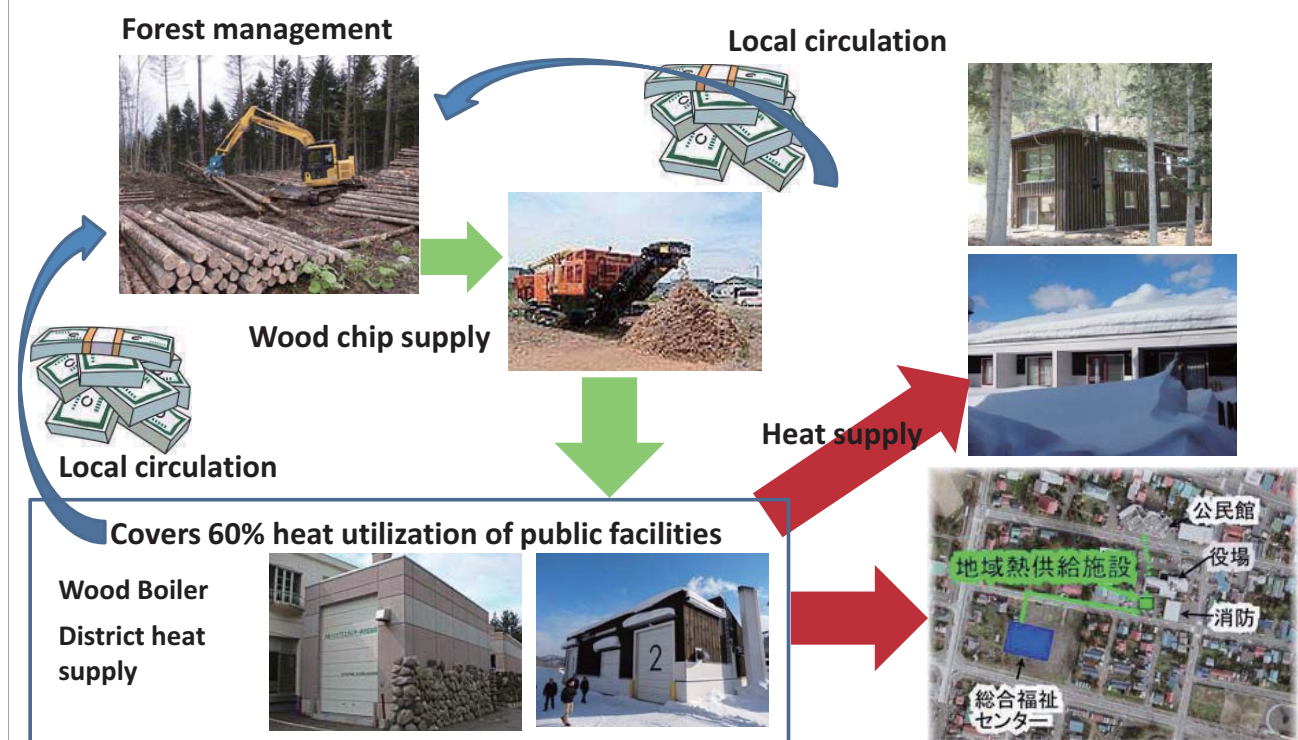 Forest management
Local circulation
Wood chip supply
Heat supply
Local circulation
Covers 60% heat utilization of public facilities
Wood Boiler
District heat
supply
2
公民館
役場
地域熱供給施設
消防
総合福祉
センター